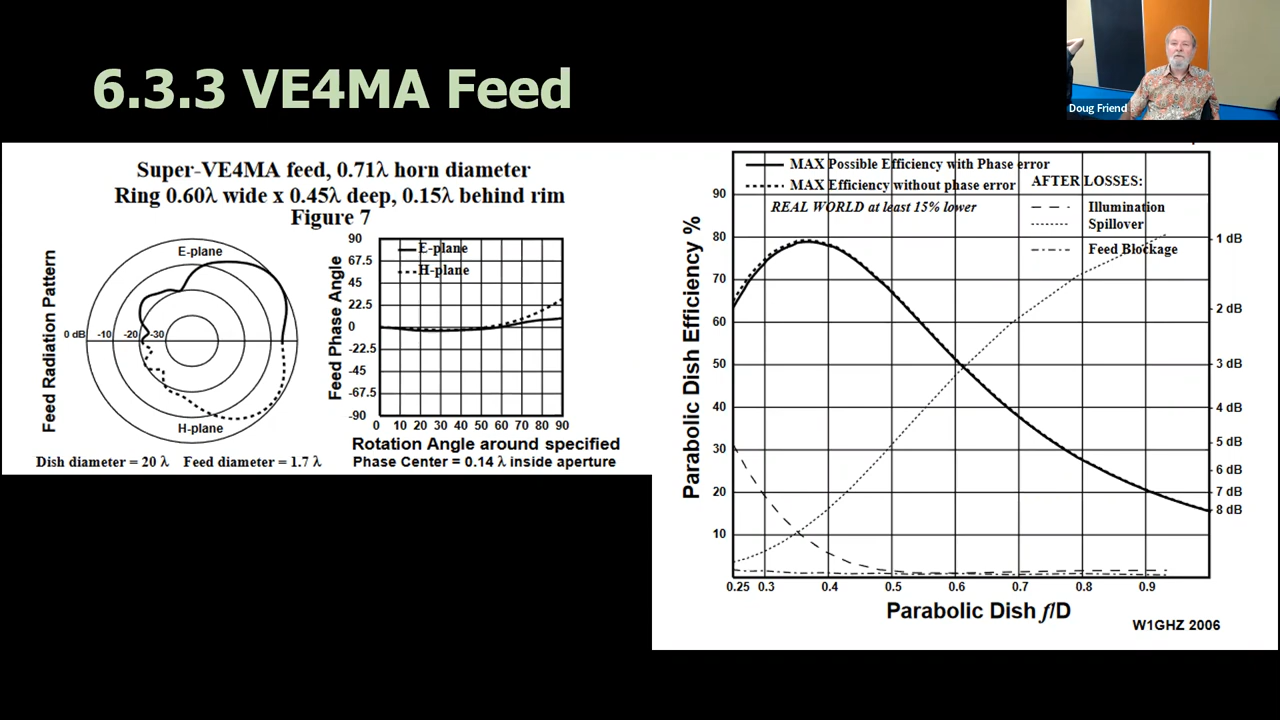 6.3.3 VE4MA Feed
Doug Friend
Super-VE4MA feed, 0.71λ horn diameter
Ring 0.60λ wide x 0.45λ deep, 0.15λ behind rim
Figure 7
Feed Radiation Pattern
E-plane
0 dB -10 -20 -30
H-plane
Dish diameter = 20 λ Feed diameter = 1.7 λ
Feed Phase Angle
90
67.5
45
22.5
0
-22.5
-45
-67.5
-90
E-plane
H-plane
0 10 20 30 40 50 60 70 80 90
Rotation Angle around specified
Phase Center = 0.14 λ inside aperture
MAX Possible Efficiency with Phase error
MAX Efficiency without phase error
REAL WORLD at least 15% lower
AFTER LOSSES:
Illumination
Spillover
Feed Blockage
Parabolic Dish Efficiency %
90
80
70
60
50
40
30
20
10
1 dB
2 dB
3 dB
4 dB
5 dB
6 dB
7 dB
8 dB
0.25 0.3 0.4 0.5 0.6 0.7 0.8 0.9
Parabolic Dish f/D
W1GHZ 2006